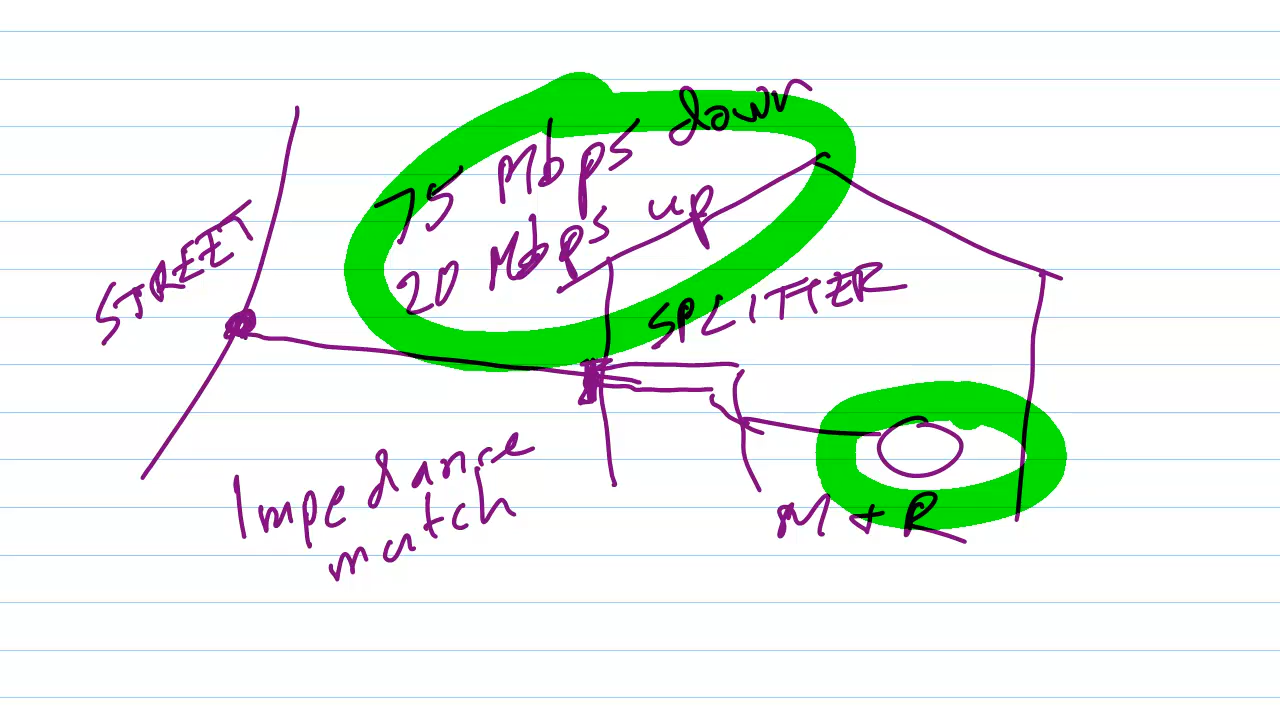 75 Mbps down
20 Mbps up
STREET
SPLITTER
Impedance
match
M + R